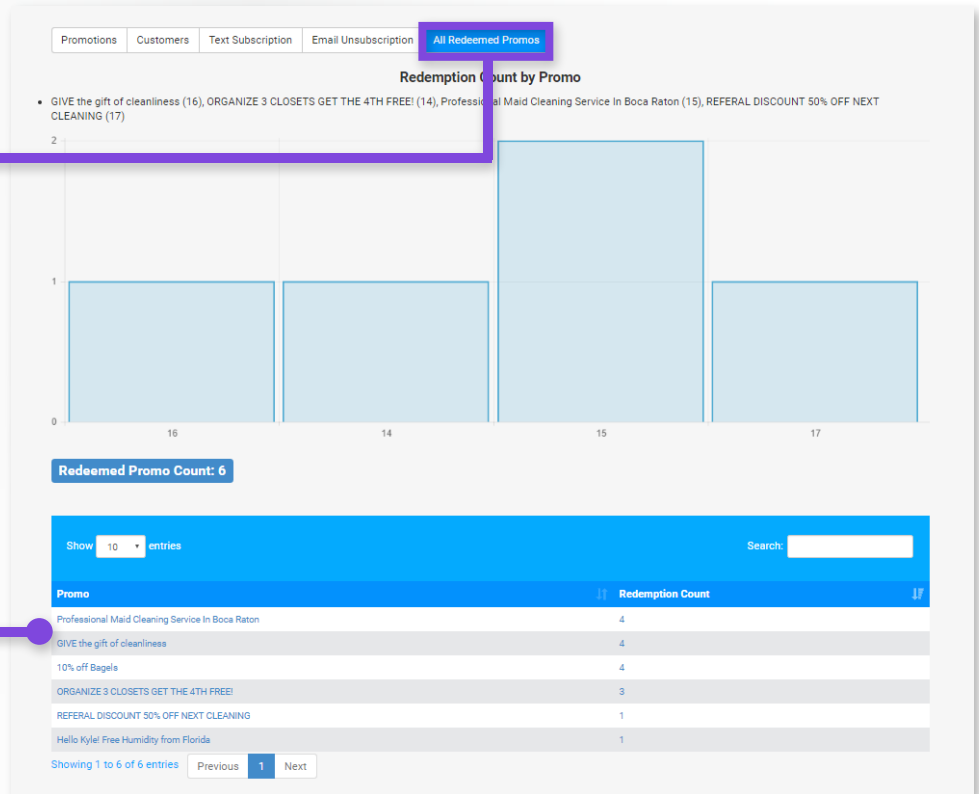 Promotions Customers Text Subscription Email Unsubscription All Redeemed Promos
Redemption Count by Promo
GIVE the gift of cleanliness (16), ORGANIZE 3 CLOSETS GET THE 4TH FREE! (14), Professional Maid Cleaning Service In Boca Raton (15), REFERAL DISCOUNT 50% OFF NEXT
CLEANING (17)
2
1
0
16 14 15 17
Redeemed Promo Count: 6
Show 10 entries Search:
Promo Redemption Count
Professional Maid Cleaning Service In Boca Raton 4
GIVE the gift of cleanliness 4
10% off Bagels 4
ORGANIZE 3 CLOSETS GET THE 4TH FREE! 3
REFERAL DISCOUNT 50% OFF NEXT CLEANING 1
Hello Kyle! Free Humidity from Florida 1
Showing 1 to 6 of 6 entries Previous 1 Next